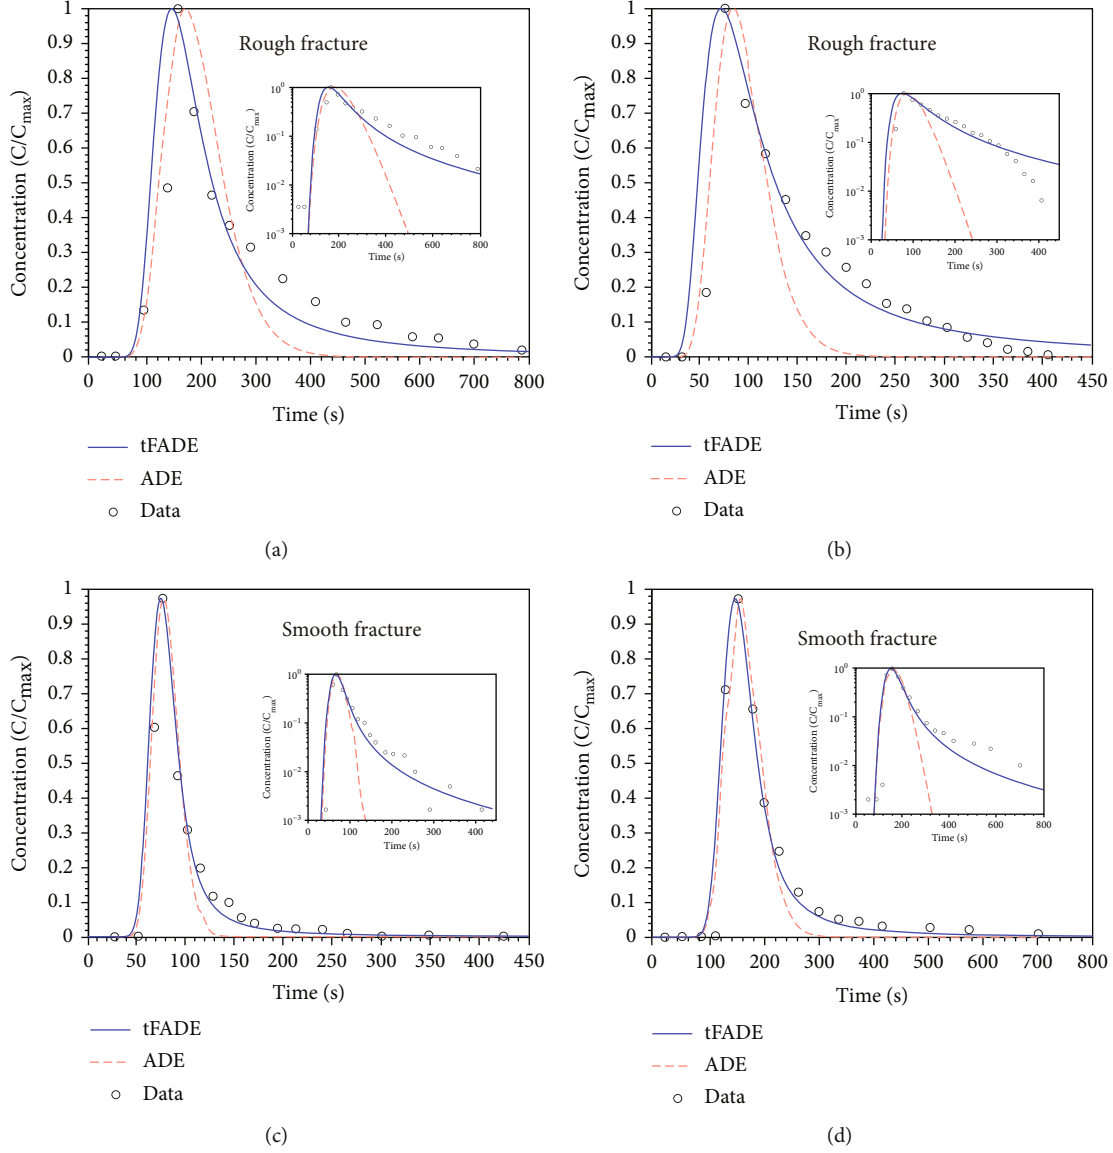 Concentration (C/Cmax)
1
0.9
0.8
0.7
0.6
0.5
0.4
0.3
0.2
0.1
0
0 100 200 300 400 500 600 700 800
Time (s)
Rough fracture
Concentration (C/Cmax)
10⁰
10⁻¹
10⁻²
10⁻³
0 200 400 600 800
Time (s)
tFADE
ADE
Data
(a)
Concentration (C/Cmax)
1
0.9
0.8
0.7
0.6
0.5
0.4
0.3
0.2
0.1
0
0 50 100 150 200 250 300 350 400 450
Time (s)
Rough fracture
Concentration (C/Cmax)
10⁰
10⁻¹
10⁻²
10⁻³
0 100 200 300 400
Time (s)
tFADE
ADE
Data
(b)
Concentration (C/Cmax)
1
0.9
0.8
0.7
0.6
0.5
0.4
0.3
0.2
0.1
0
0 50 100 150 200 250 300 350 400 450
Time (s)
Smooth fracture
Concentration (C/Cmax)
10⁰
10⁻¹
10⁻²
10⁻³
0 100 200 300 400
Time (s)
tFADE
ADE
Data
(c)
Concentration (C/Cmax)
1
0.9
0.8
0.7
0.6
0.5
0.4
0.3
0.2
0.1
0
0 100 200 300 400 500 600 700 800
Time (s)
Smooth fracture
Concentration (C/Cmax)
10⁰
10⁻¹
10⁻²
10⁻³
0 200 400 600 800
Time (s)
tFADE
ADE
Data
(d)